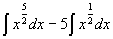 ∫ x^{5/2} dx − 5 ∫ x^{1/2} dx